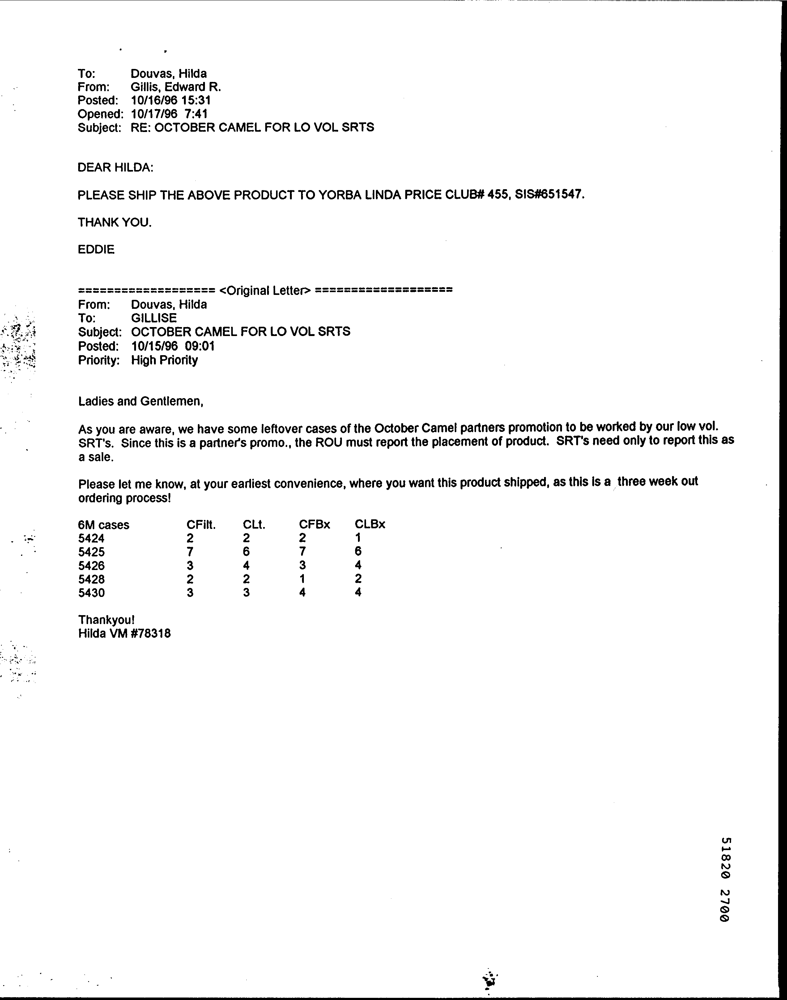 To: Douvas, Hilda
From: Gillis, Edward R.
Posted: 10/16/96 15:31
Opened: 10/17/96 7:41
Subject: RE: OCTOBER CAMEL FOR LO VOL SRTS
DEAR HILDA:
PLEASE SHIP THE ABOVE PRODUCT TO YORBA LINDA PRICE CLUB# 455, SIS#651547.
THANK YOU.
EDDIE
=================== <Original Letter> ===================
From: Douvas, Hilda
To: GILLISE
Subject: OCTOBER CAMEL FOR LO VOL SRTS
Posted: 10/15/96 09:01
Priority: High Priority
Ladies and Gentlemen,
As you are aware, we have some leftover cases of the October Camel partners promotion to be worked by our low vol.
SRT's. Since this is a partner's promo., the ROU must report the placement of product. SRT's need only to report this as
a sale.
Please let me know, at your earliest convenience, where you want this product shipped, as this is a three week out
ordering process!
6M cases CFilt. CLt. CFBx CLBx
5424 2 2 2 1
5425 7 6 7 6
5426 3 4 3 4
5428 2 2 1 2
5430 3 3 4 4
Thankyou!
Hilda VM #78318
51820 2700